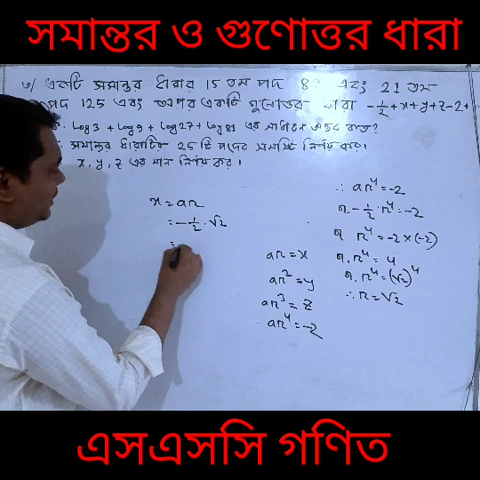 সমান্তর ও গুণোত্তর ধারা
৩/ একটি সমান্তর ধারার 15 তম পদ এবং 21 তম
পদ 125 এবং অপর একটি গুনোত্তর ধারা -1/2+x+y+z-2+...
ক. log3 + log9 + log27 + log81 এর সাধারণ অন্তর কত?
সমান্তর ধারাটির 25 টি পদের সমষ্টি নির্ণয় কর।
x, y, z এর মান নির্ণয় কর।
x = ar
= -1/2 · √2
=
ar = x
ar² = y
ar³ = z
ar⁴ = -2
∴ ar⁴ = -2
বা, -1/2 · r⁴ = -2
বা, r⁴ = -2×(-2)
বা, r⁴ = 4
বা, r⁴ = (√2)⁴
∴ r = √2
এসএসসি গণিত